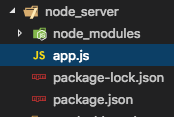 node_server
node_modules
JS app.js
package-lock.json
package.json